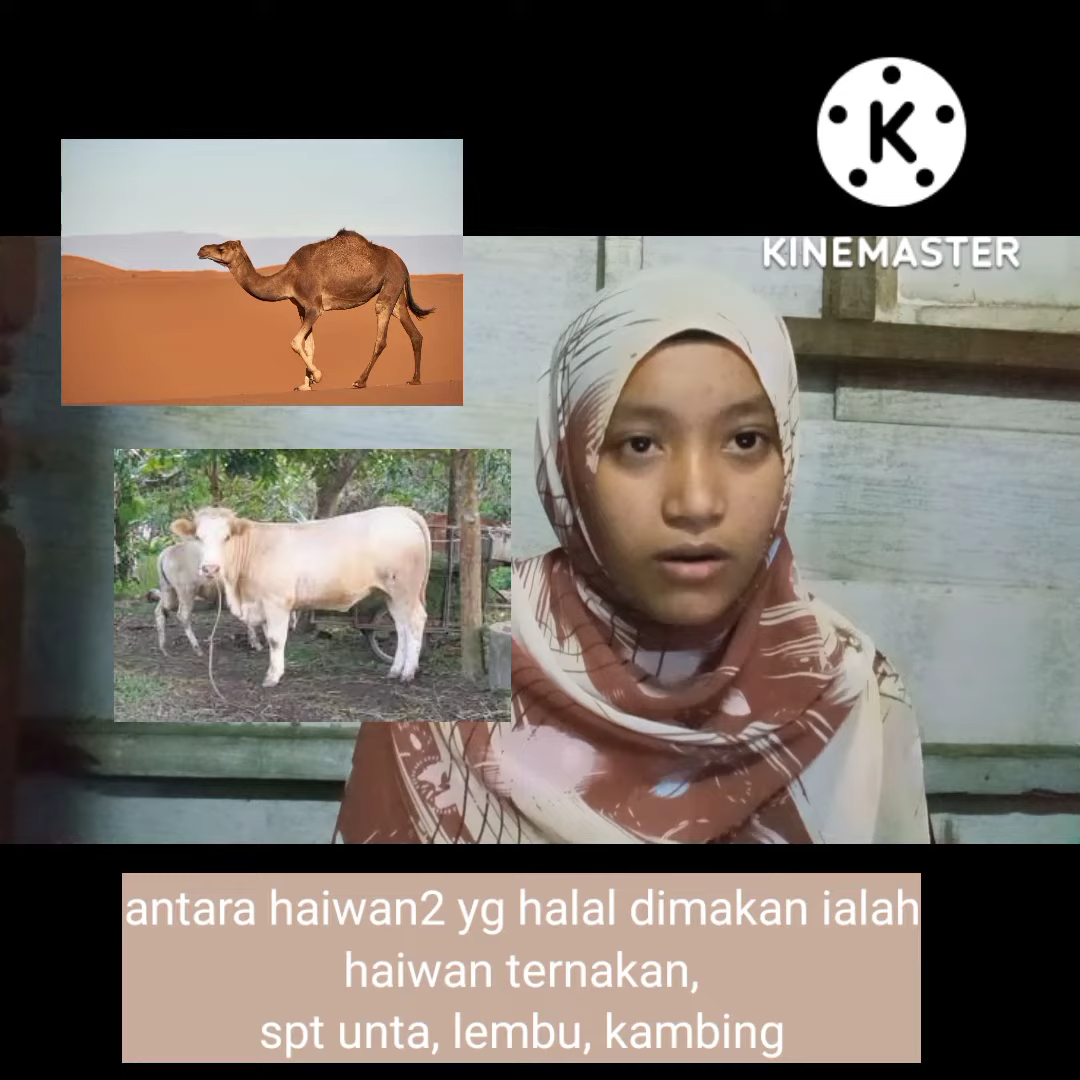 K
KINEMASTER
antara haiwan2 yg halal dimakan ialah
haiwan ternakan,
spt unta, lembu, kambing